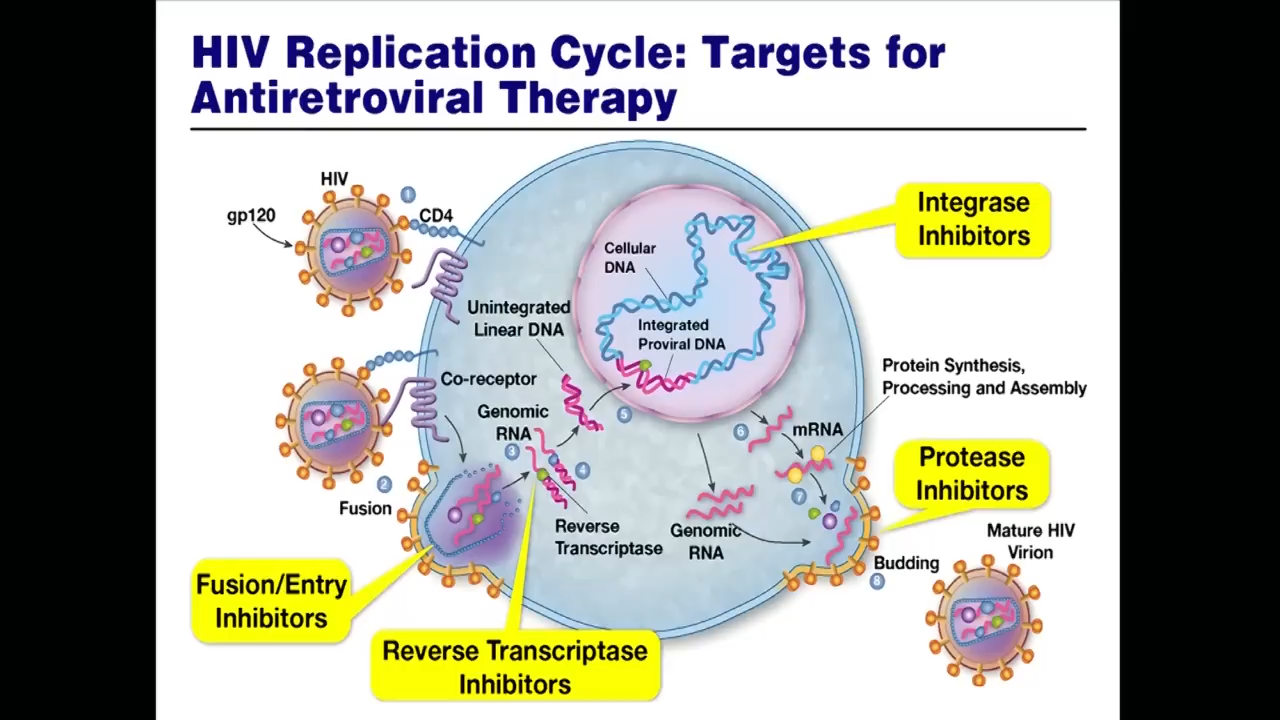 HIV Replication Cycle: Targets for
Antiretroviral Therapy
HIV
gp120
1
CD4
Integrase
Inhibitors
Cellular
DNA
Unintegrated
Linear DNA
Integrated
Proviral DNA
Co-receptor
Protein Synthesis,
Processing and Assembly
Genomic
RNA
5
6
mRNA
3
4
2
Fusion
7
Protease
Inhibitors
Reverse
Transcriptase
Genomic
RNA
Mature HIV
Virion
Budding
8
Fusion/Entry
Inhibitors
Reverse Transcriptase
Inhibitors